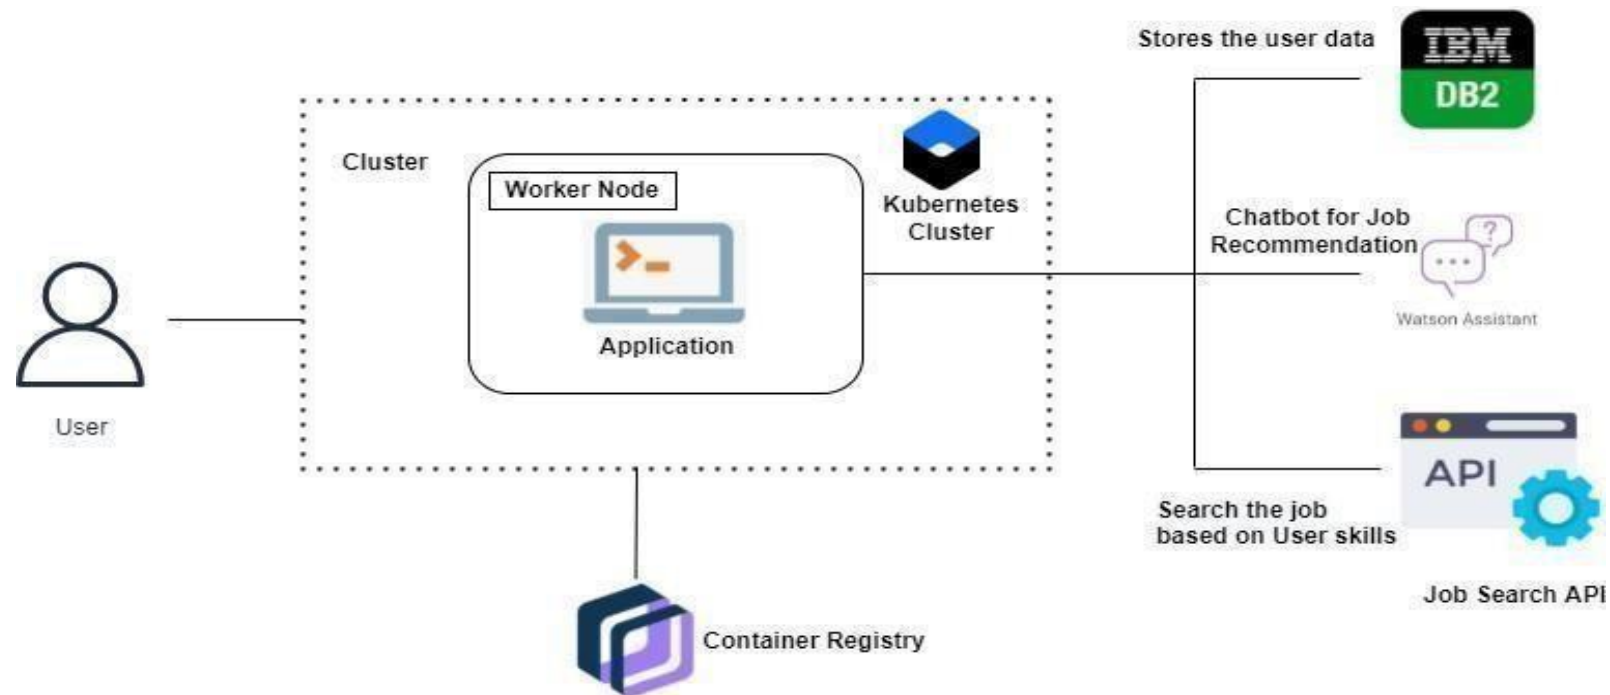 Stores the user data
IBM
DB2
Cluster
Worker Node
Kubernetes
Cluster
Application
Chatbot for Job
Recommendation
?
Watson Assistant
User
API
Search the job
based on User skills
Job Search API
Container Registry